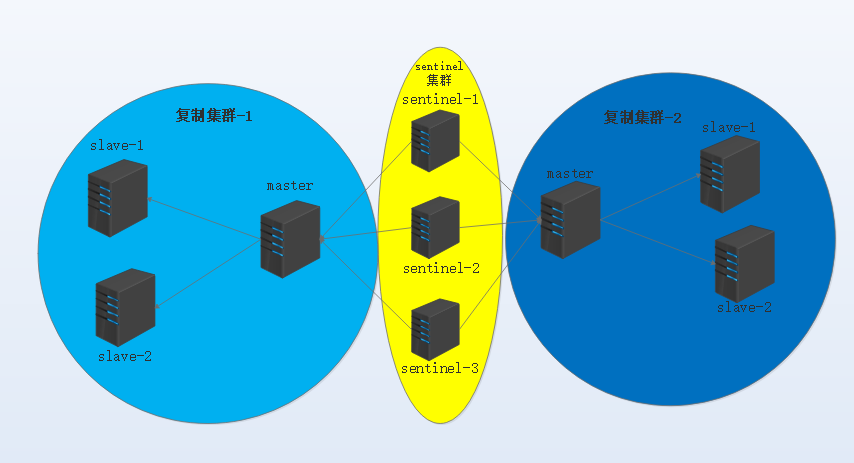 复制集群-1
slave-1
master
slave-2
sentinel
集群
sentinel-1
sentinel-2
sentinel-3
复制集群-2
slave-1
master
slave-2